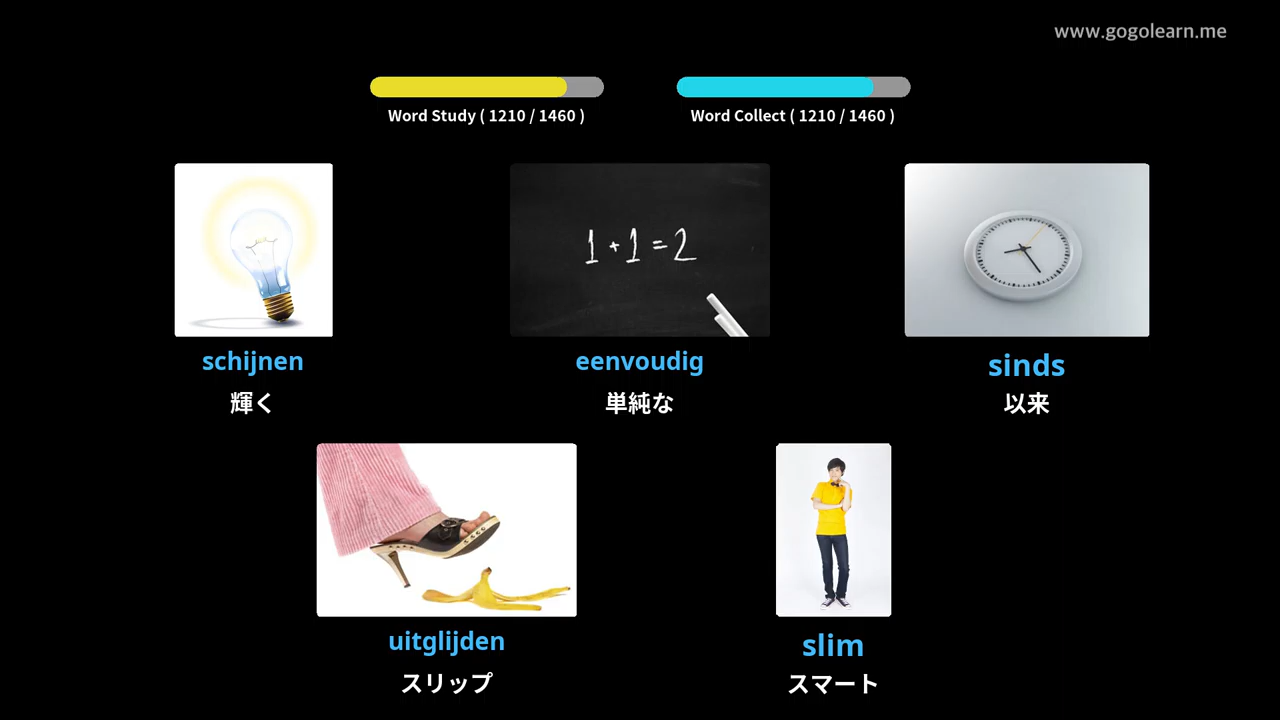 www.gogolearn.me
Word Study ( 1210 / 1460 )
Word Collect ( 1210 / 1460 )
1+1=2
schijnen
輝く
eenvoudig
単純な
sinds
以来
uitglijden
スリップ
slim
スマート